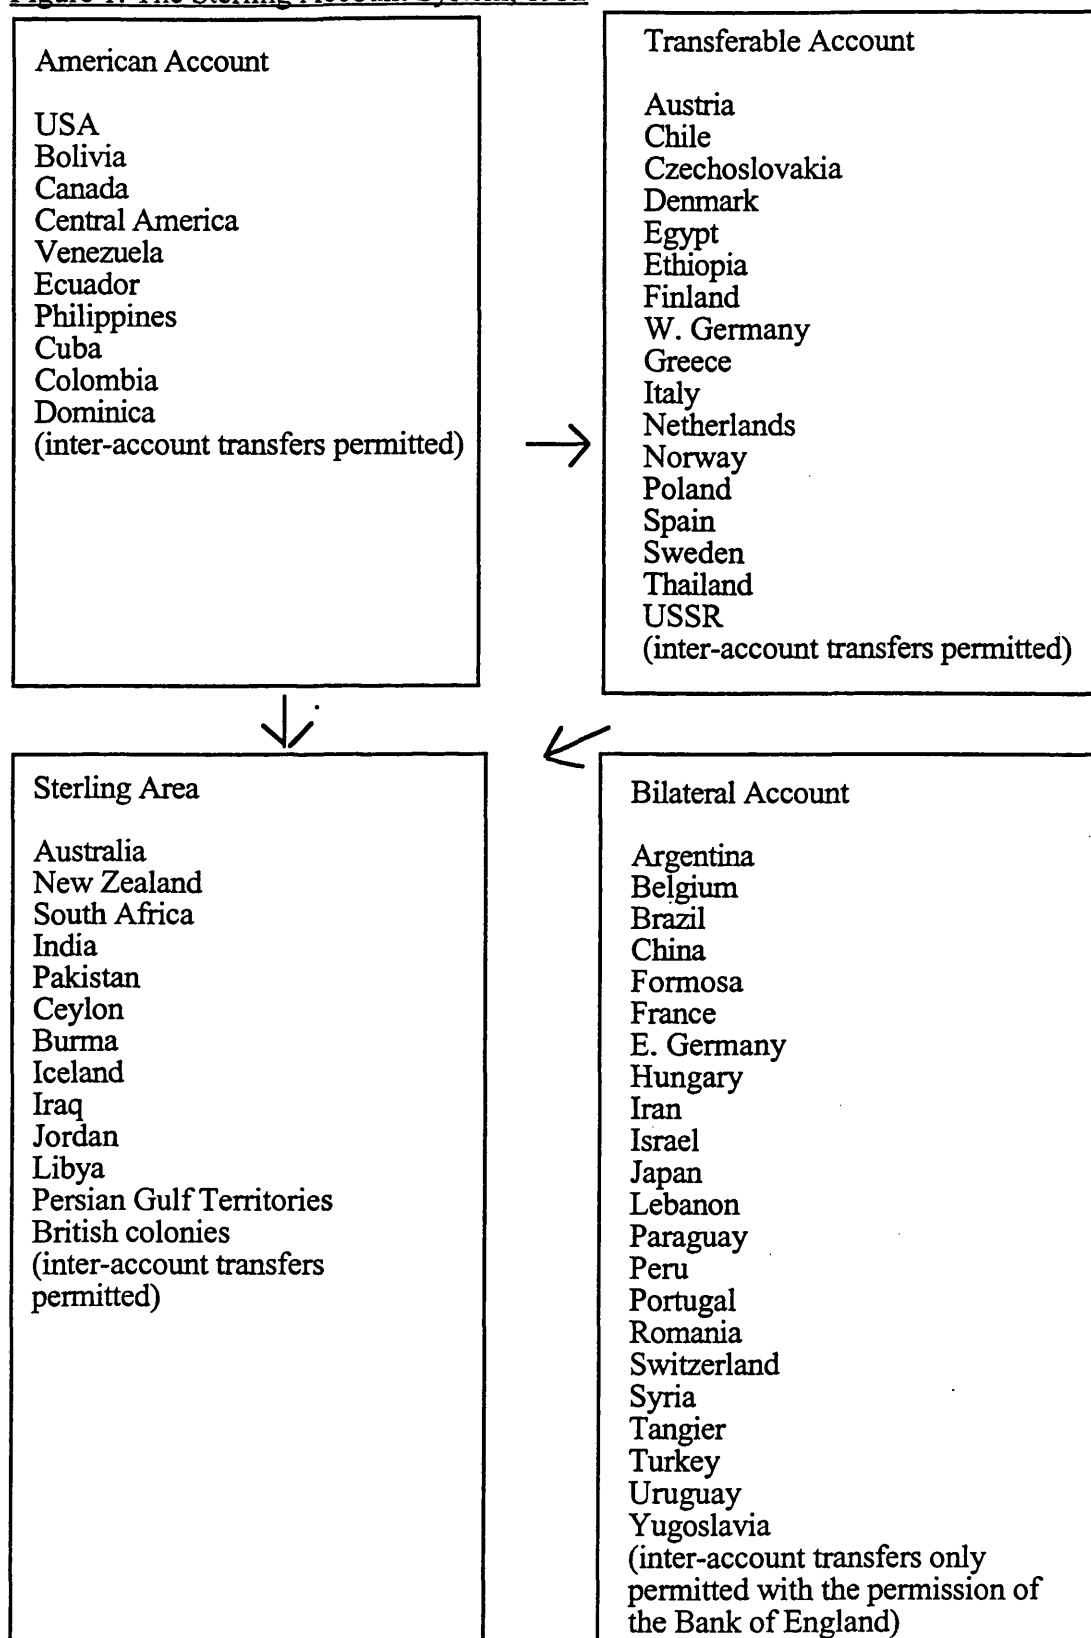 American Account
USA
Bolivia
Canada
Central America
Venezuela
Ecuador
Philippines
Cuba
Colombia
Dominica
(inter-account transfers permitted)
Transferable Account
Austria
Chile
Czechoslovakia
Denmark
Egypt
Ethiopia
Finland
W. Germany
Greece
Italy
Netherlands
Norway
Poland
Spain
Sweden
Thailand
USSR
(inter-account transfers permitted)
Sterling Area
Australia
New Zealand
South Africa
India
Pakistan
Ceylon
Burma
Iceland
Iraq
Jordan
Libya
Persian Gulf Territories
British colonies
(inter-account transfers
permitted)
Bilateral Account
Argentina
Belgium
Brazil
China
Formosa
France
E. Germany
Hungary
Iran
Israel
Japan
Lebanon
Paraguay
Peru
Portugal
Romania
Switzerland
Syria
Tangier
Turkey
Uruguay
Yugoslavia
(inter-account transfers only
permitted with the permission of
the Bank of England)